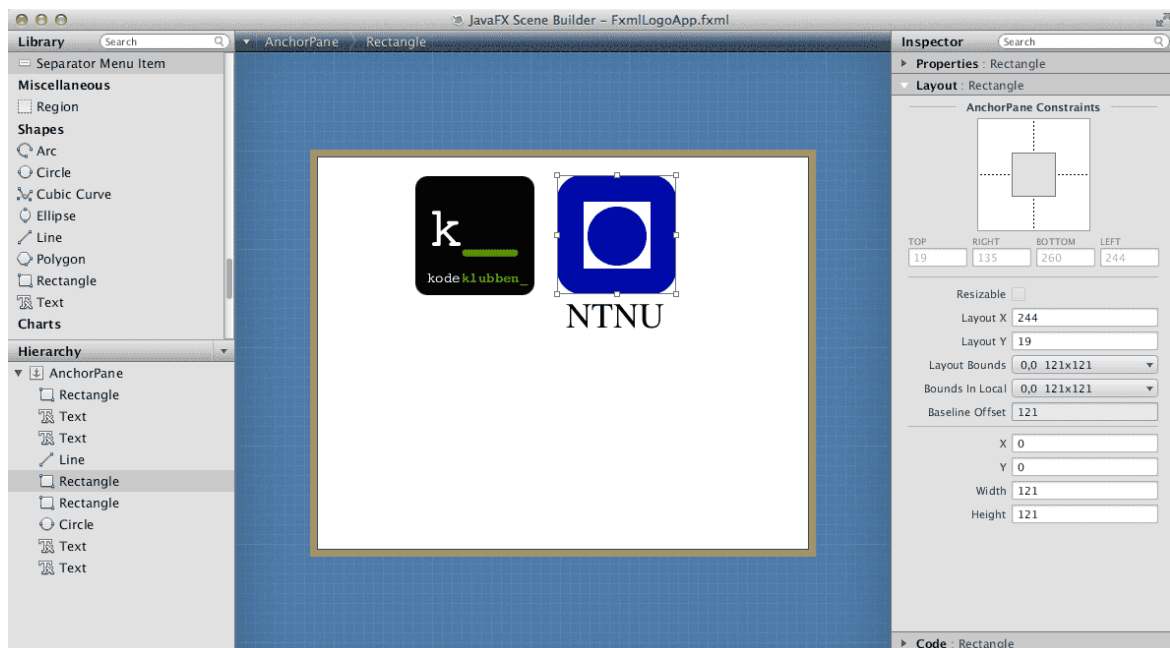 JavaFX Scene Builder – FxmlLogoApp.fxml
Library Search
Separator Menu Item
Miscellaneous
Region
Shapes
Arc
Circle
Cubic Curve
Ellipse
Line
Polygon
Rectangle
Text
Charts
Hierarchy
AnchorPane
Rectangle
Text
Text
Line
Rectangle
Rectangle
Circle
Text
Text
AnchorPane Rectangle
k_
kodeklubben_
NTNU
Inspector Search
Properties : Rectangle
Layout : Rectangle
AnchorPane Constraints
TOP RIGHT BOTTOM LEFT
19 135 260 244
Resizable
Layout X 244
Layout Y 19
Layout Bounds 0,0 121x121
Bounds In Local 0,0 121x121
Baseline Offset 121
X 0
Y 0
Width 121
Height 121
Code : Rectangle